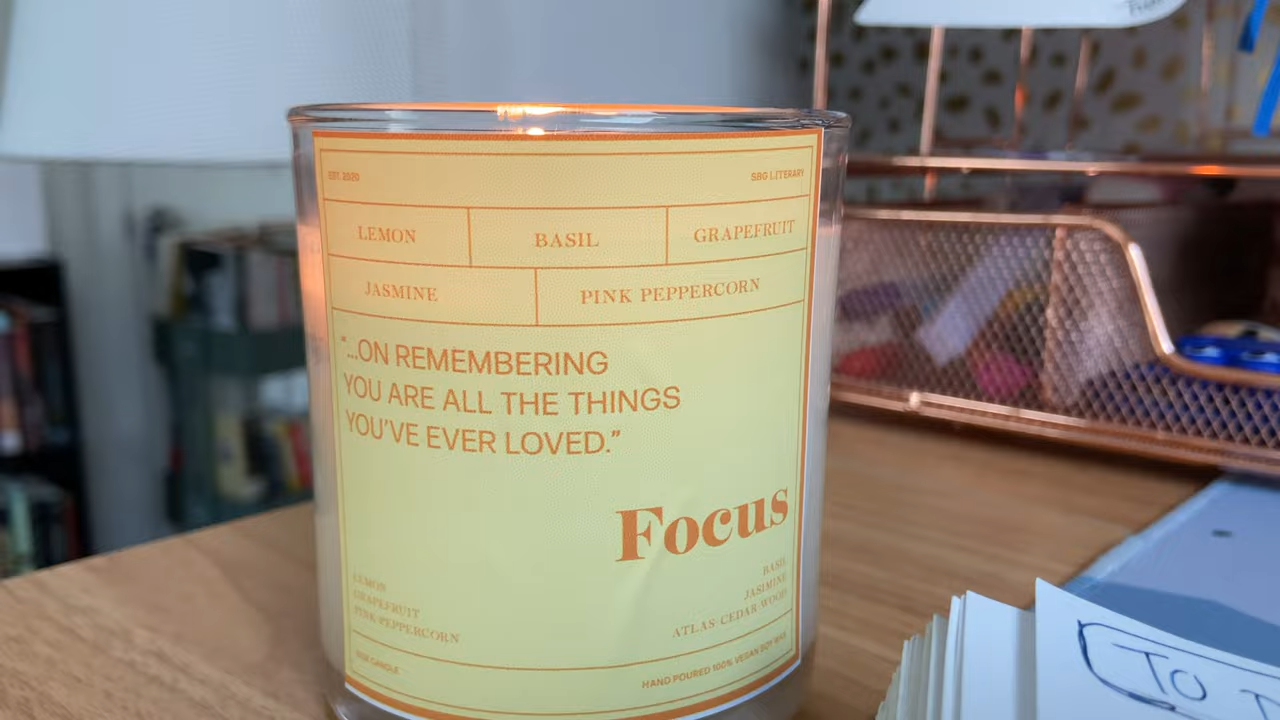 EST. 2020
SBG LITERARY
LEMON
BASIL
GRAPEFRUIT
JASMINE
PINK PEPPERCORN
"...ON REMEMBERING
YOU ARE ALL THE THINGS
YOU'VE EVER LOVED."
Focus
LEMON
GRAPEFRUIT
PINK PEPPERCORN
BASIL
JASIMINE
ATLAS CEDAR WOOD
CANDLE
HAND POURED 100% VEGAN SOY WAX
TO